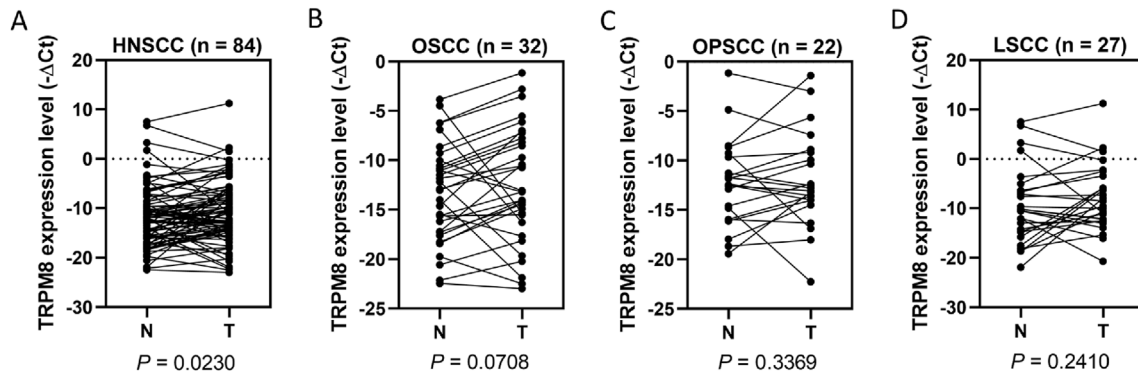 A
HNSCC (n = 84)
TRPM8 expression level (-ΔCt)
20
10
0
-10
-20
-30
N
T
P = 0.0230
B
OSCC (n = 32)
TRPM8 expression level (-ΔCt)
0
-5
-10
-15
-20
-25
N
T
P = 0.0708
C
OPSCC (n = 22)
TRPM8 expression level (-ΔCt)
0
-5
-10
-15
-20
-25
N
T
P = 0.3369
D
LSCC (n = 27)
TRPM8 expression level (-ΔCt)
20
10
0
-10
-20
-30
N
T
P = 0.2410